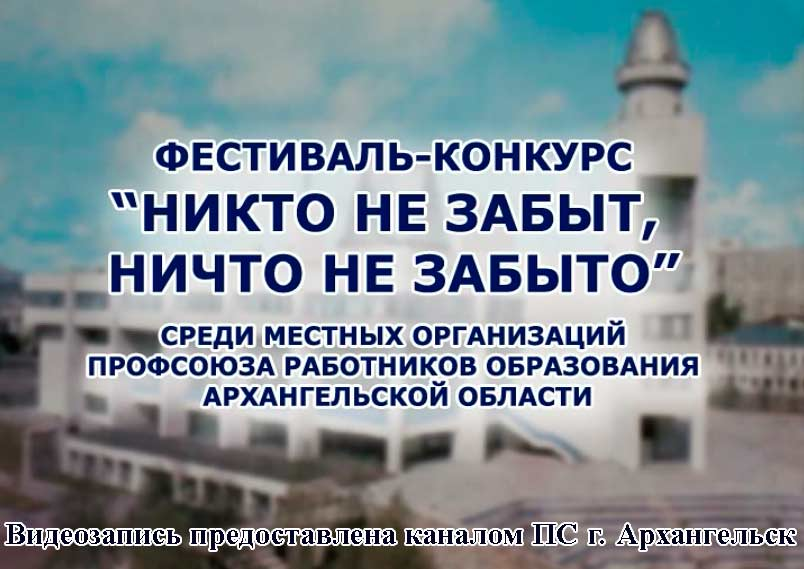 ФЕСТИВАЛЬ-КОНКУРС
“НИКТО НЕ ЗАБЫТ,
НИЧТО НЕ ЗАБЫТО”
СРЕДИ МЕСТНЫХ ОРГАНИЗАЦИЙ
ПРОФСОЮЗА РАБОТНИКОВ ОБРАЗОВАНИЯ
АРХАНГЕЛЬСКОЙ ОБЛАСТИ
Видеозапись предоставлена каналом ПС г. Архангельск